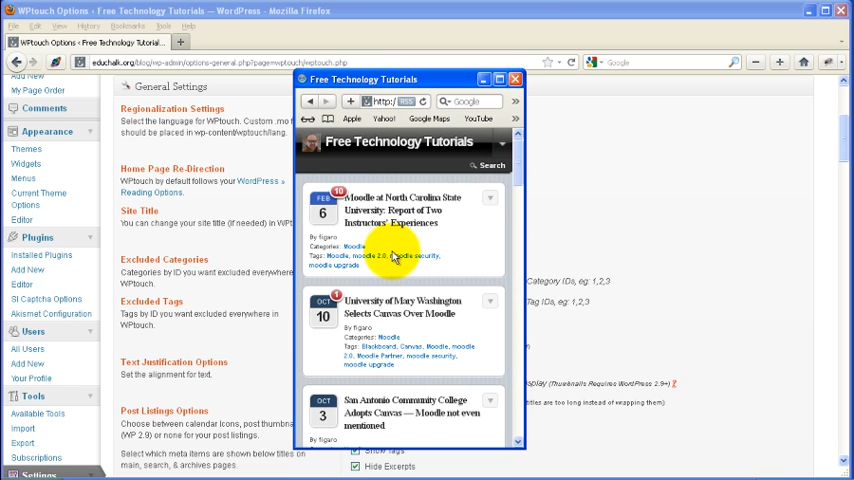 WPtouch Options ‹ Free Technology Tutorials — WordPress - Mozilla Firefox
File Edit View History Bookmarks Tools Help
WPtouch Options ‹ Free Technology Tutorial...
educhalk.org/blog/wp-admin/options-general.php?page=wptouch/wptouch.php
Google
Add New
My Page Order
Comments
Appearance
Themes
Widgets
Menus
Current Theme
Options
Editor
Plugins
Installed Plugins
Add New
Editor
SI Captcha Options
Akismet Configuration
Users
All Users
Add New
Your Profile
Tools
Available Tools
Import
Export
Subscriptions
Settings
General Settings
Regionalization Settings
Select the language for WPtouch. Custom .mo f
should be placed in wp-content/wptouch/lang.
Home Page Re-Direction
WPtouch by default follows your WordPress »
Reading Options.
Site Title
You can change your site title (if needed) in WPt
Excluded Categories
Categories by ID you want excluded everywhere
WPtouch.
Excluded Tags
Tags by ID you want excluded everywhere in
WPtouch.
Text Justification Options
Set the alignment for text.
Post Listings Options
Choose between calendar Icons, post thumbna
(WP 2.9) or none for your post listings.
Select which meta items are shown below titles on
main, search, & archives pages.
Category IDs, eg: 1,2,3
Tag IDs, eg: 1,2,3
(Thumbnails Requires WordPress 2.9+) ?
titles are too long instead of wrapping them)
Show Tags
Hide Excerpts
Free Technology Tutorials
http:/ RSS
Google
Apple Yahoo! Google Maps YouTube
Free Technology Tutorials
Search
FEB
6
10
Moodle at North Carolina State
University: Report of Two
Instructors' Experiences
By figaro
Categories: Moodle
Tags: Moodle, moodle 2.0, moodle security,
moodle upgrade
OCT
10
1
University of Mary Washington
Selects Canvas Over Moodle
By figaro
Categories: Moodle
Tags: Blackboard, Canvas, Moodle, moodle
2.0, Moodle Partner, moodle security,
moodle upgrade
OCT
3
San Antonio Community College
Adopts Canvas — Moodle not even
mentioned
By figaro